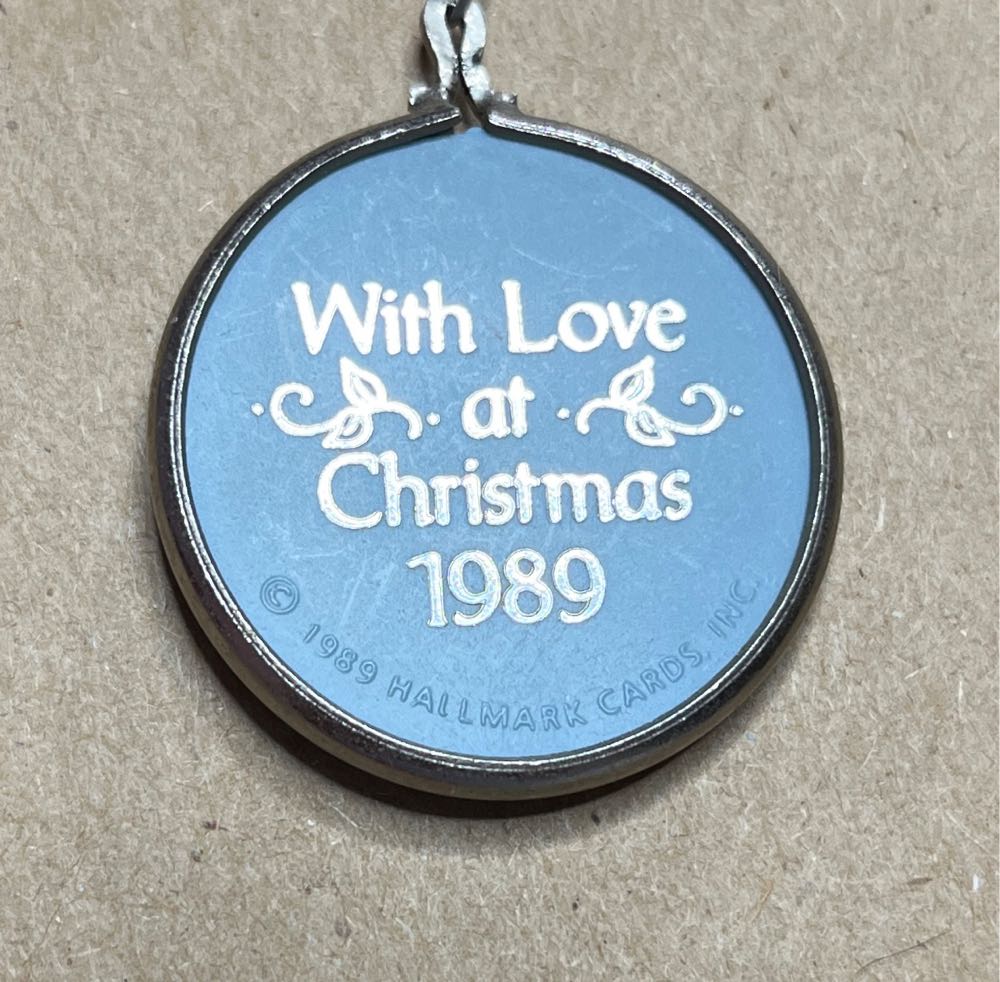 With Love
at
Christmas
1989
© 1989 HALLMARK CARDS, INC.